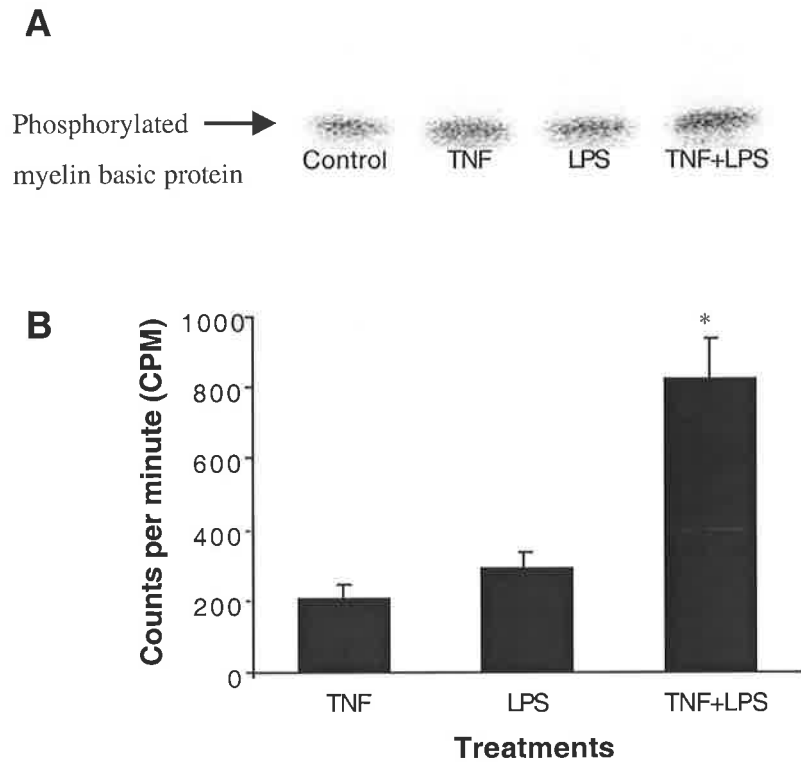 A
Phosphorylated
myelin basic protein
Control TNF LPS TNF+LPS
B
Counts per minute (CPM)
1000
800
600
400
200
0
*
TNF LPS TNF+LPS
Treatments